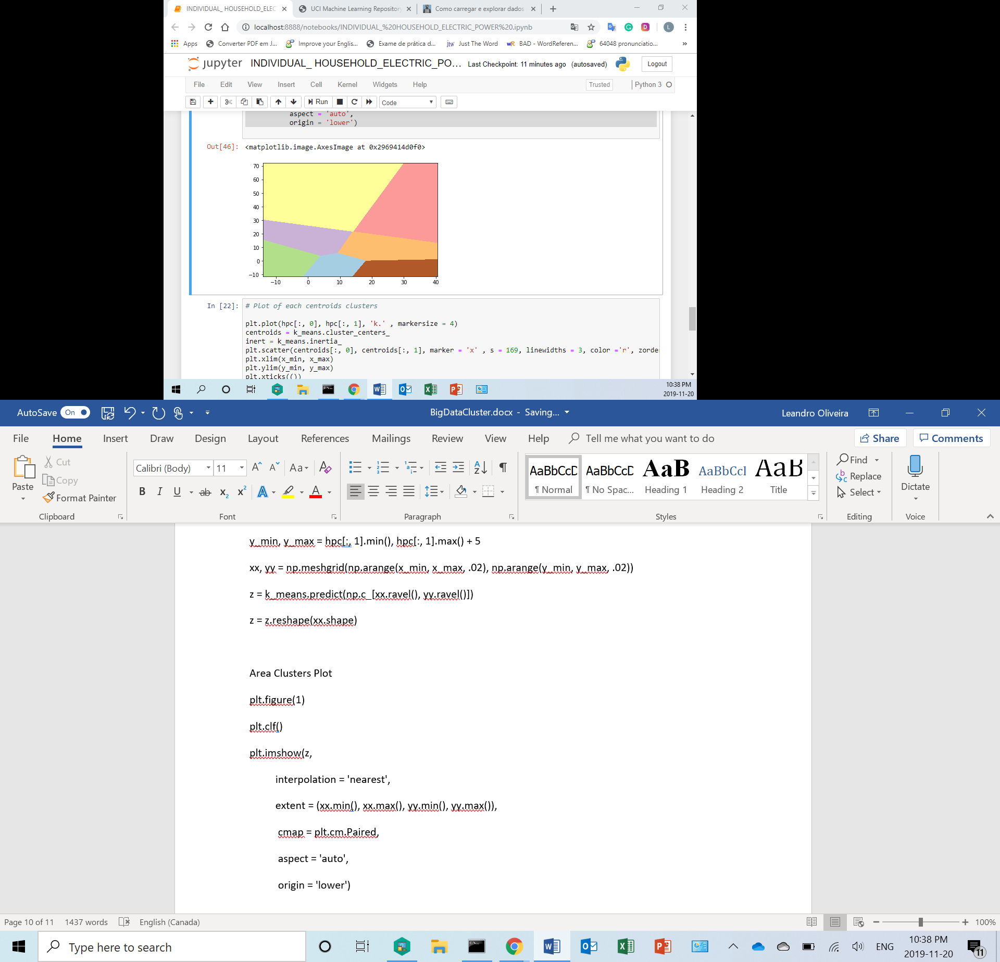 INDIVIDUAL_ HOUSEHOLD_ELEC
UCI Machine Learning Repository
Como carregar e explorar dados
localhost:8888/notebooks/INDIVIDUAL_%20HOUSEHOLD_ELECTRIC_POWER%20.ipynb
L
Apps
Converter PDF em J...
Improve your Englis...
Exame de prática d...
jtw Just The Word
wR BAD - WordReferen...
64048 pronunciatio...
»
jupyter INDIVIDUAL_ HOUSEHOLD_ELECTRIC_PO... Last Checkpoint: 11 minutes ago (autosaved)
Logout
File Edit View Insert Cell Kernel Widgets Help
Trusted
Python 3
Run
Code
aspect = 'auto',
origin = 'lower')
Out[46]: <matplotlib.image.AxesImage at 0x2969414d0f0>
70
60
50
40
30
20
10
0
−10
−10 0 10 20 30 40
In [22]: # Plot of each centroids clusters
plt.plot(hpc[:, 0], hpc[:, 1], 'k.' , markersize = 4)
centroids = k_means.cluster_centers_
inert = k_means.inertia_
plt.scatter(centroids[:, 0], centroids[:, 1], marker = 'x' , s = 169, linewidths = 3, color ='r', zorde
plt.xlim(x_min, x_max)
plt.ylim(y_min, y_max)
plt.xticks(())
10:38 PM
2019-11-20
AutoSave On
BigDataCluster.docx - Saving...
Leandro Oliveira
File Home Insert Draw Design Layout References Mailings Review View Help Tell me what you want to do
Share
Comments
Paste
Cut
Copy
Format Painter
Clipboard
Calibri (Body) 11
Font
Paragraph
AaBbCcD AaBbCcD AaB AaBbCcI AaB
¶ Normal ¶ No Spac... Heading 1 Heading 2 Title
Styles
Find
Replace
Select
Editing
Dictate
Voice
y_min, y_max = hpc[:, 1].min(), hpc[:, 1].max() + 5
xx, yy = np.meshgrid(np.arange(x_min, x_max, .02), np.arange(y_min, y_max, .02))
z = k_means.predict(np.c_[xx.ravel(), yy.ravel()])
z = z.reshape(xx.shape)
Area Clusters Plot
plt.figure(1)
plt.clf()
plt.imshow(z,
interpolation = 'nearest',
extent = (xx.min(), xx.max(), yy.min(), yy.max()),
cmap = plt.cm.Paired,
aspect = 'auto',
origin = 'lower')
Page 10 of 11 1437 words English (Canada)
100%
Type here to search
ENG
10:38 PM
2019-11-20
11